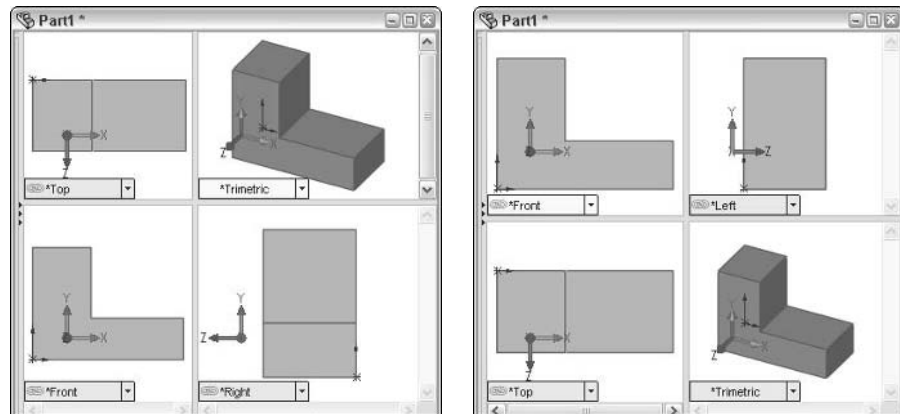 Part1 *
X
Z
*Top
Y
X
Z
*Trimetric
Y
X
*Front
Y
Z
*Right
Part1 *
Y
X
*Front
Y
Z
*Left
X
Z
*Top
Y
X
Z
*Trimetric